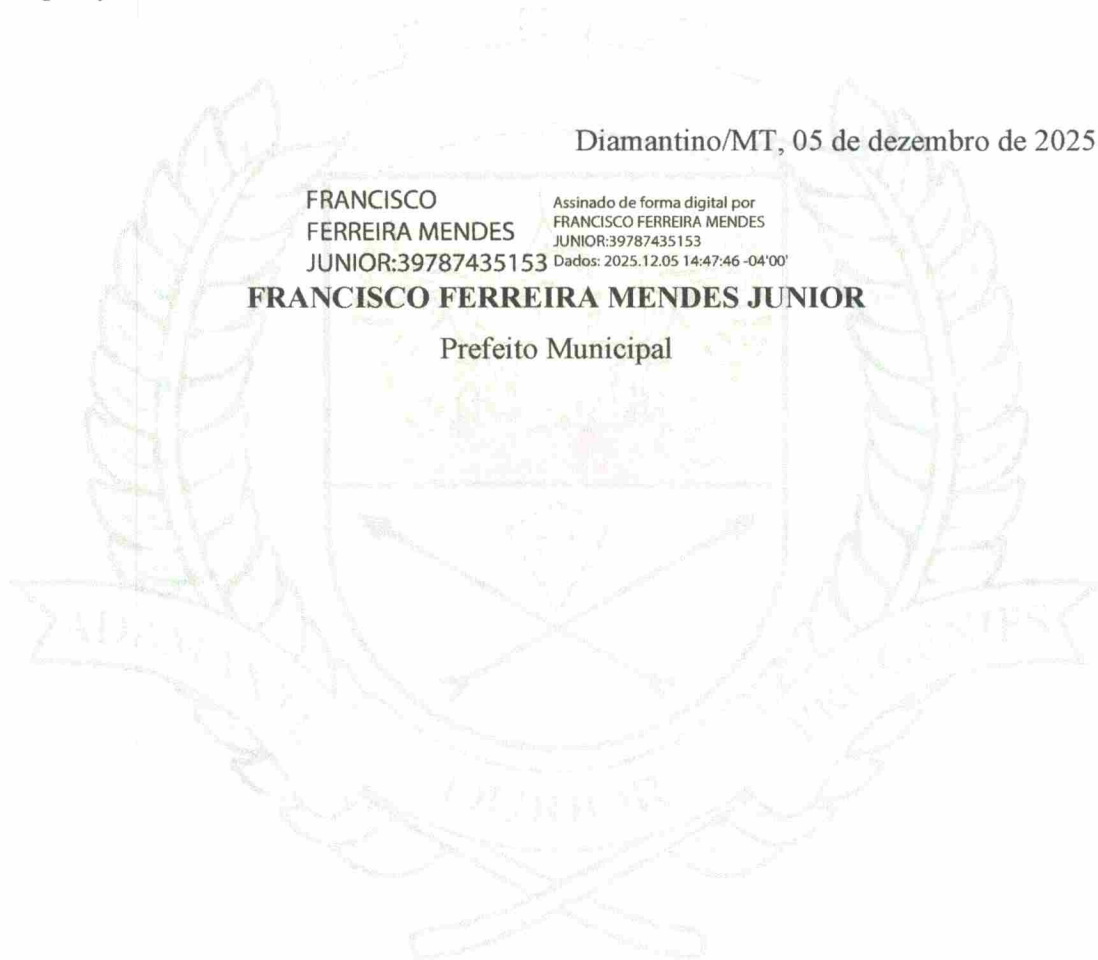 Diamantino/MT, 05 de dezembro de 2025
FRANCISCO
FERREIRA MENDES
JUNIOR:39787435153
Assinado de forma digital por
FRANCISCO FERREIRA MENDES
JUNIOR:39787435153
Dados: 2025.12.05 14:47:46 -04'00'
FRANCISCO FERREIRA MENDES JUNIOR
Prefeito Municipal